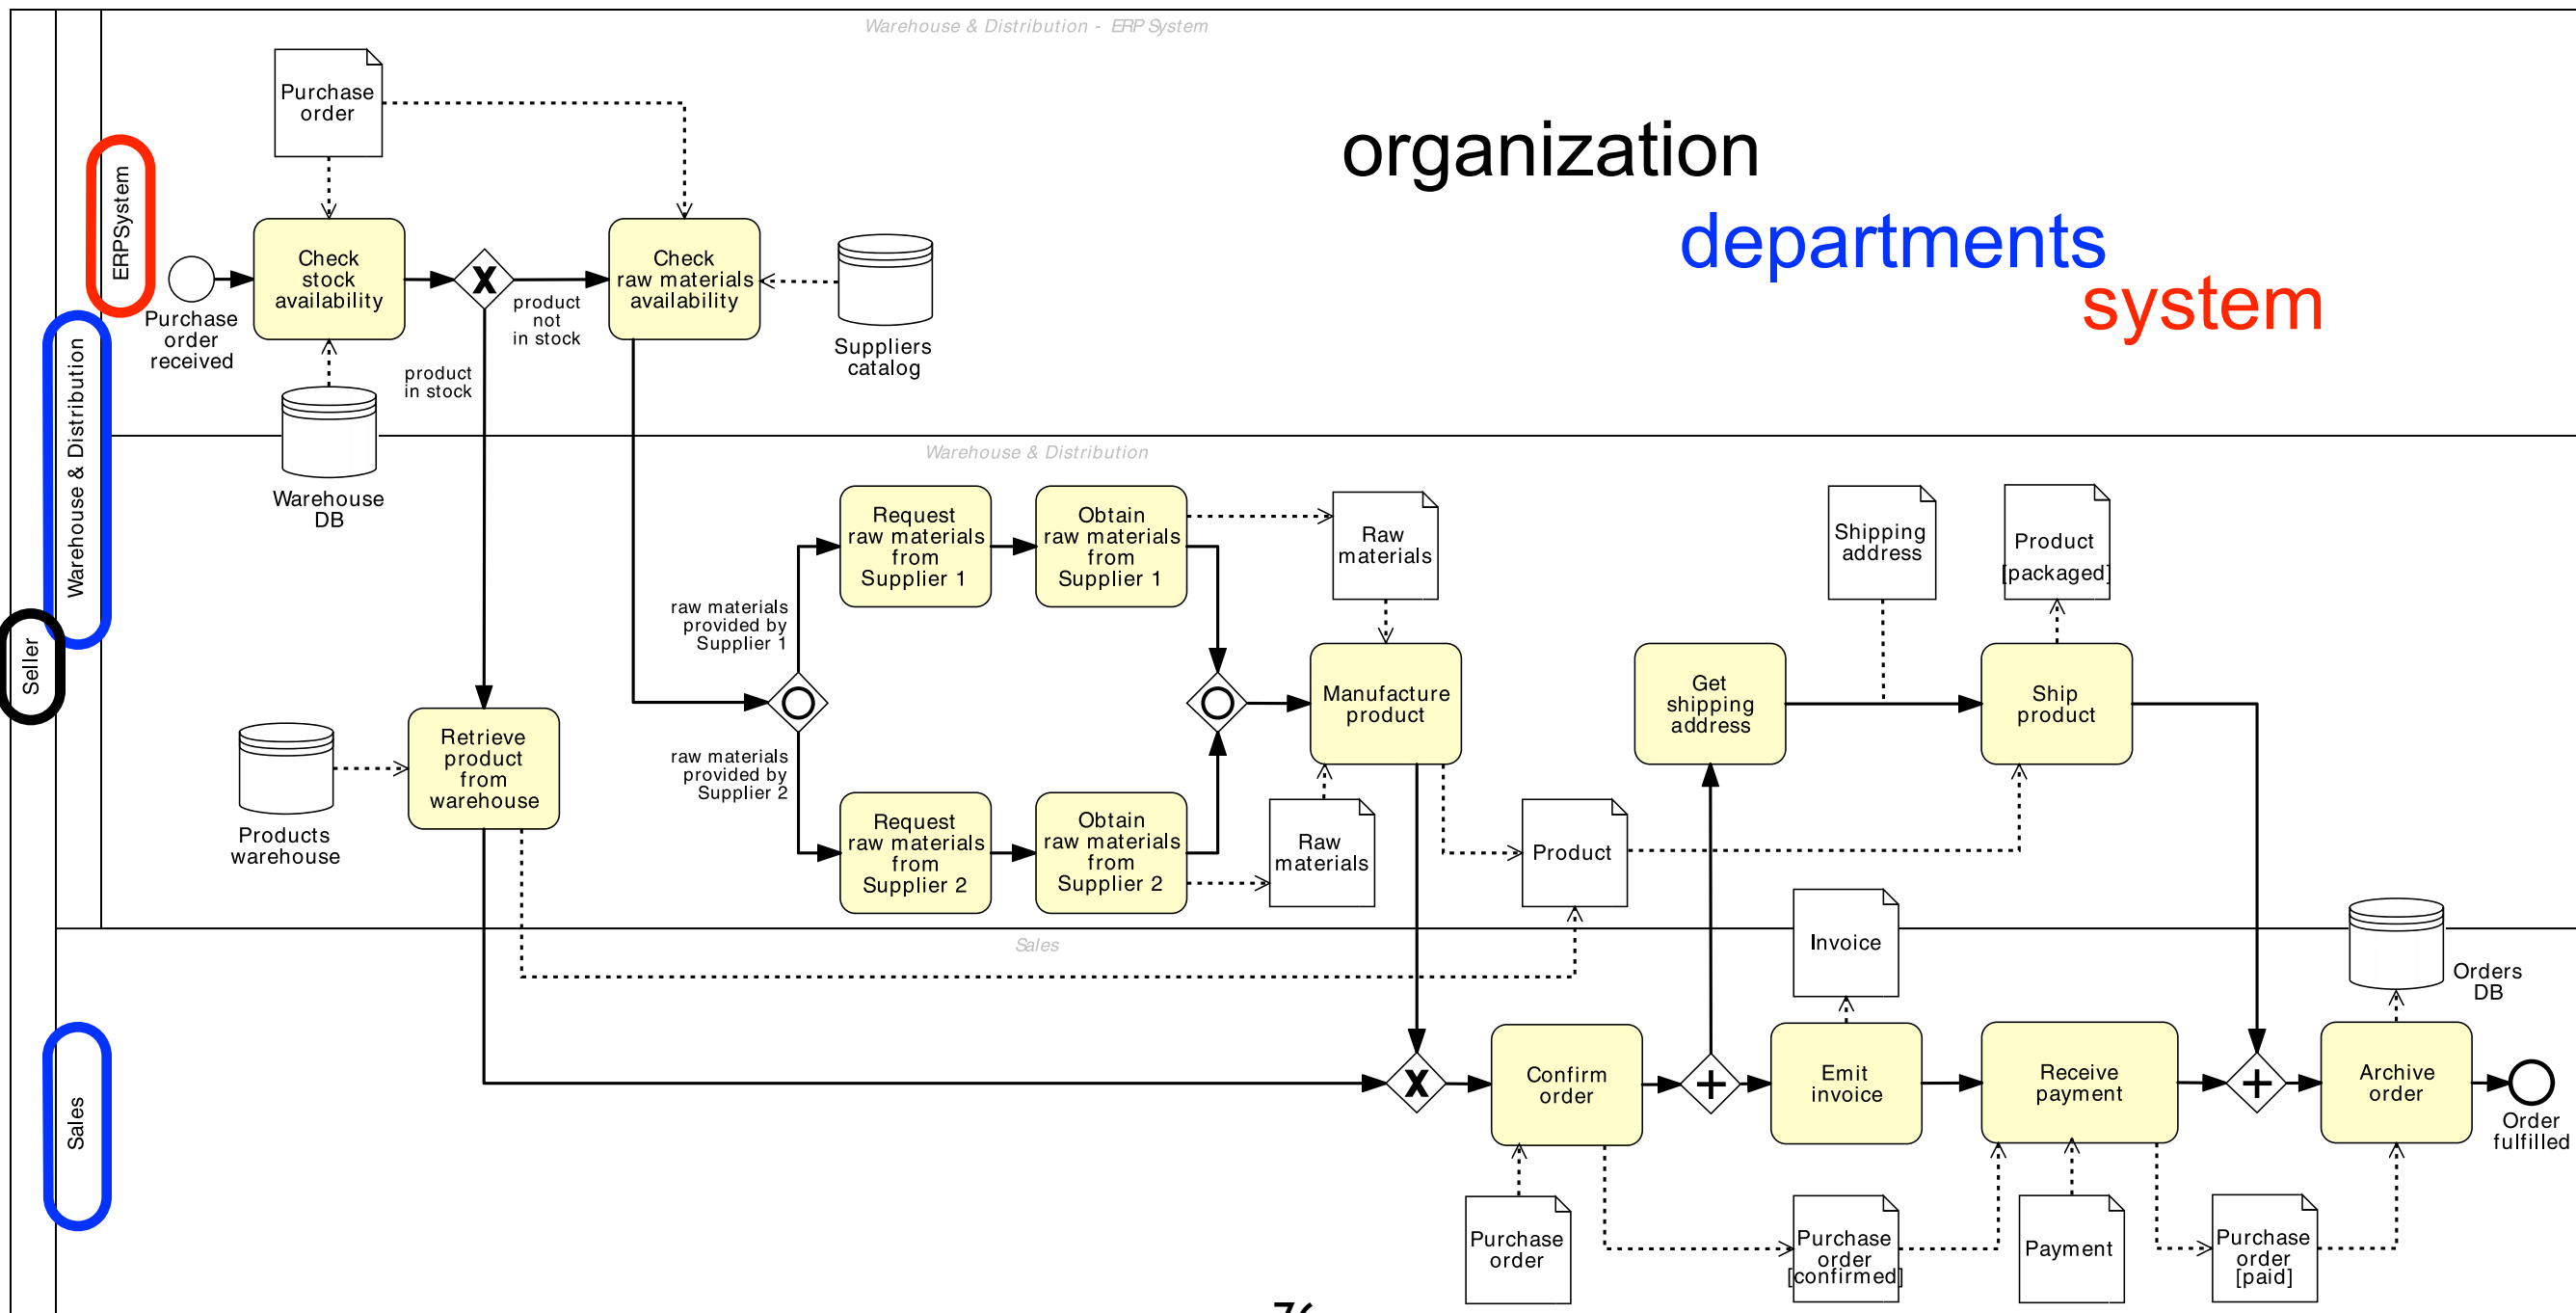 Warehouse & Distribution - ERP System
Purchase
order
organization
departments
system
ERPSystem
Check
stock
availability
Check
raw materials
availability
Purchase
order
received
product
not
in stock
product
in stock
Suppliers
catalog
Warehouse
DB
Warehouse & Distribution
Warehouse & Distribution
Request
raw materials
from
Supplier 1
Obtain
raw materials
from
Supplier 1
Raw
materials
Shipping
address
Product
[packaged]
raw materials
provided by
Supplier 1
Seller
Manufacture
product
Get
shipping
address
Ship
product
Retrieve
product
from
warehouse
Products
warehouse
raw materials
provided by
Supplier 2
Request
raw materials
from
Supplier 2
Obtain
raw materials
from
Supplier 2
Raw
materials
Product
Sales
Invoice
Orders
DB
Sales
X
X
Confirm
order
Emit
invoice
Receive
payment
Archive
order
Order
fulfilled
Purchase
order
Purchase
order
[confirmed]
Payment
Purchase
order
[paid]